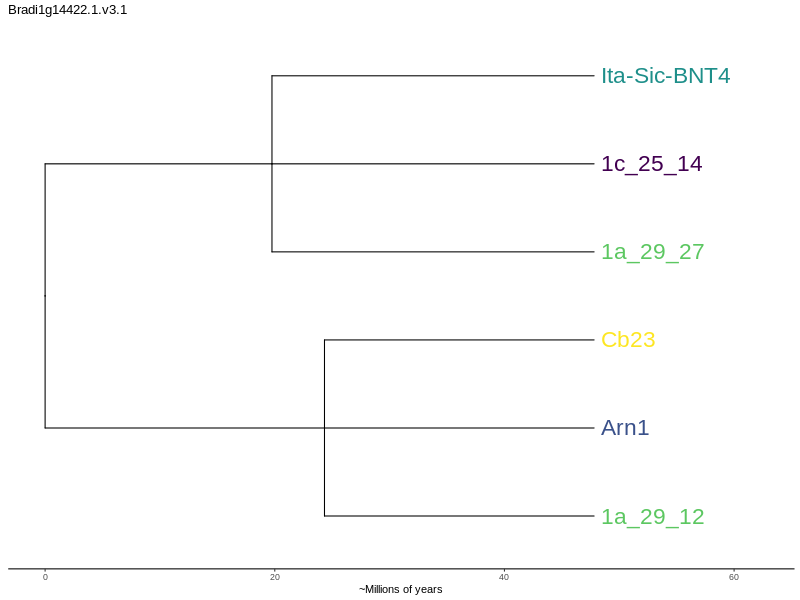 Bradi1g14422.1.v3.1
Ita-Sic-BNT4
1c_25_14
1a_29_27
Cb23
Arn1
1a_29_12
0 20 40 60
~Millions of years